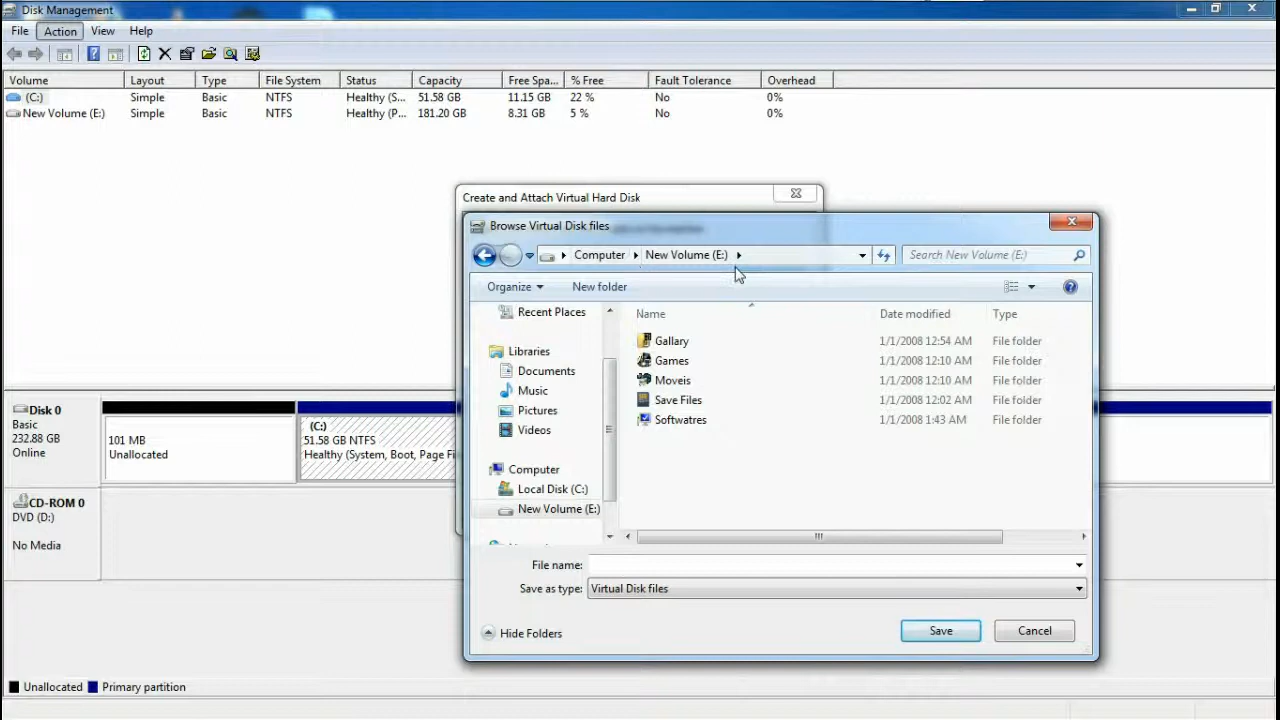 Disk Management
File Action View Help
Volume Layout Type File System Status Capacity Free Spa... % Free Fault Tolerance Overhead
(C:) Simple Basic NTFS Healthy (S... 51.58 GB 11.15 GB 22 % No 0%
New Volume (E:) Simple Basic NTFS Healthy (P... 181.20 GB 8.31 GB 5 % No 0%
Create and Attach Virtual Hard Disk
Browse Virtual Disk files
Computer New Volume (E:) Search New Volume (E:)
Organize New folder
Name Date modified Type
Recent Places
Libraries
Documents
Music
Pictures
Videos
Computer
Local Disk (C:)
New Volume (E:)
Gallary 1/1/2008 12:54 AM File folder
Games 1/1/2008 12:10 AM File folder
Moveis 1/1/2008 12:10 AM File folder
Save Files 1/1/2008 12:02 AM File folder
Softwatres 1/1/2008 1:43 AM File folder
File name:
Save as type: Virtual Disk files
Hide Folders Save Cancel
Disk 0
Basic
232.88 GB
Online
101 MB
Unallocated
(C:)
51.58 GB NTFS
Healthy (System, Boot, Page Fi
CD-ROM 0
DVD (D:)
No Media
Unallocated Primary partition